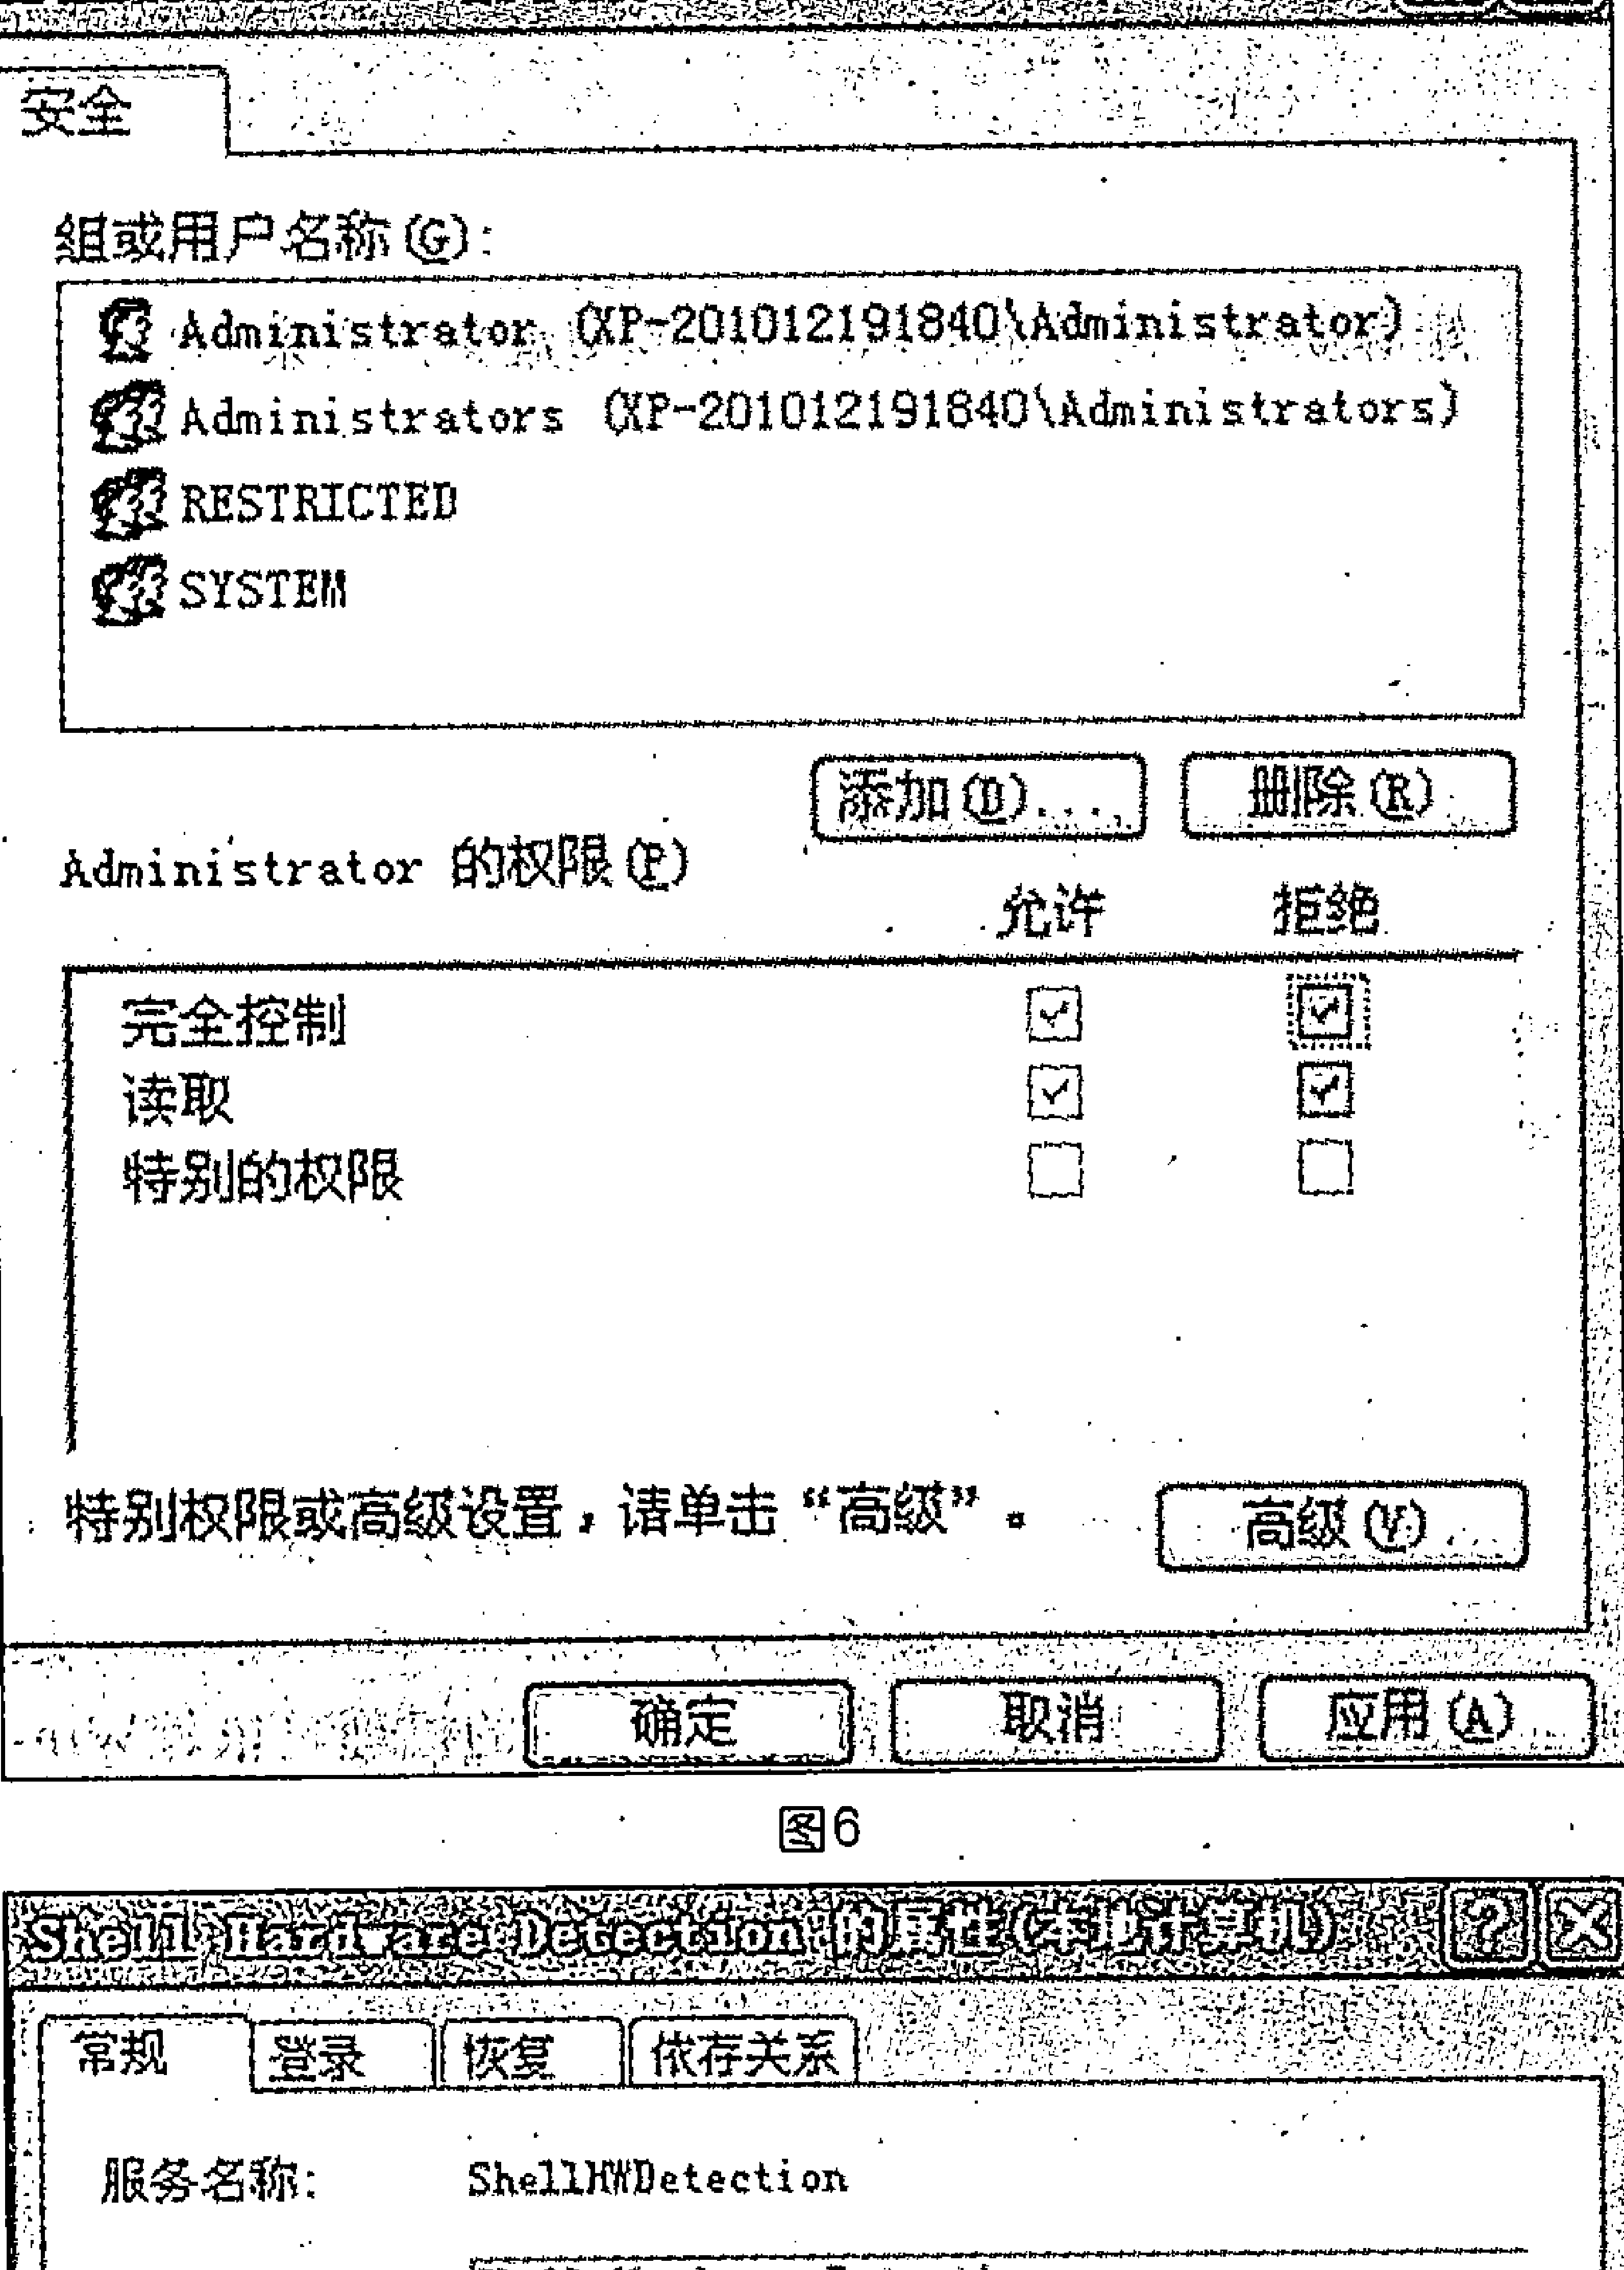 安全
组或用户名称(G):
Administrator (XP-201012191840\Administrator)
Administrators (XP-201012191840\Administrators)
RESTRICTED
SYSTEM
添加(D)... 删除(R)
Administrator 的权限(P)
允许 拒绝
完全控制
读取
特别的权限
特别权限或高级设置,请单击“高级”。 高级(V)
确定 取消 应用(A)
图6
Shell Hardware Detection 的属性(本地计算机)
常规 登录 恢复 依存关系
服务名称: ShellHWDetection